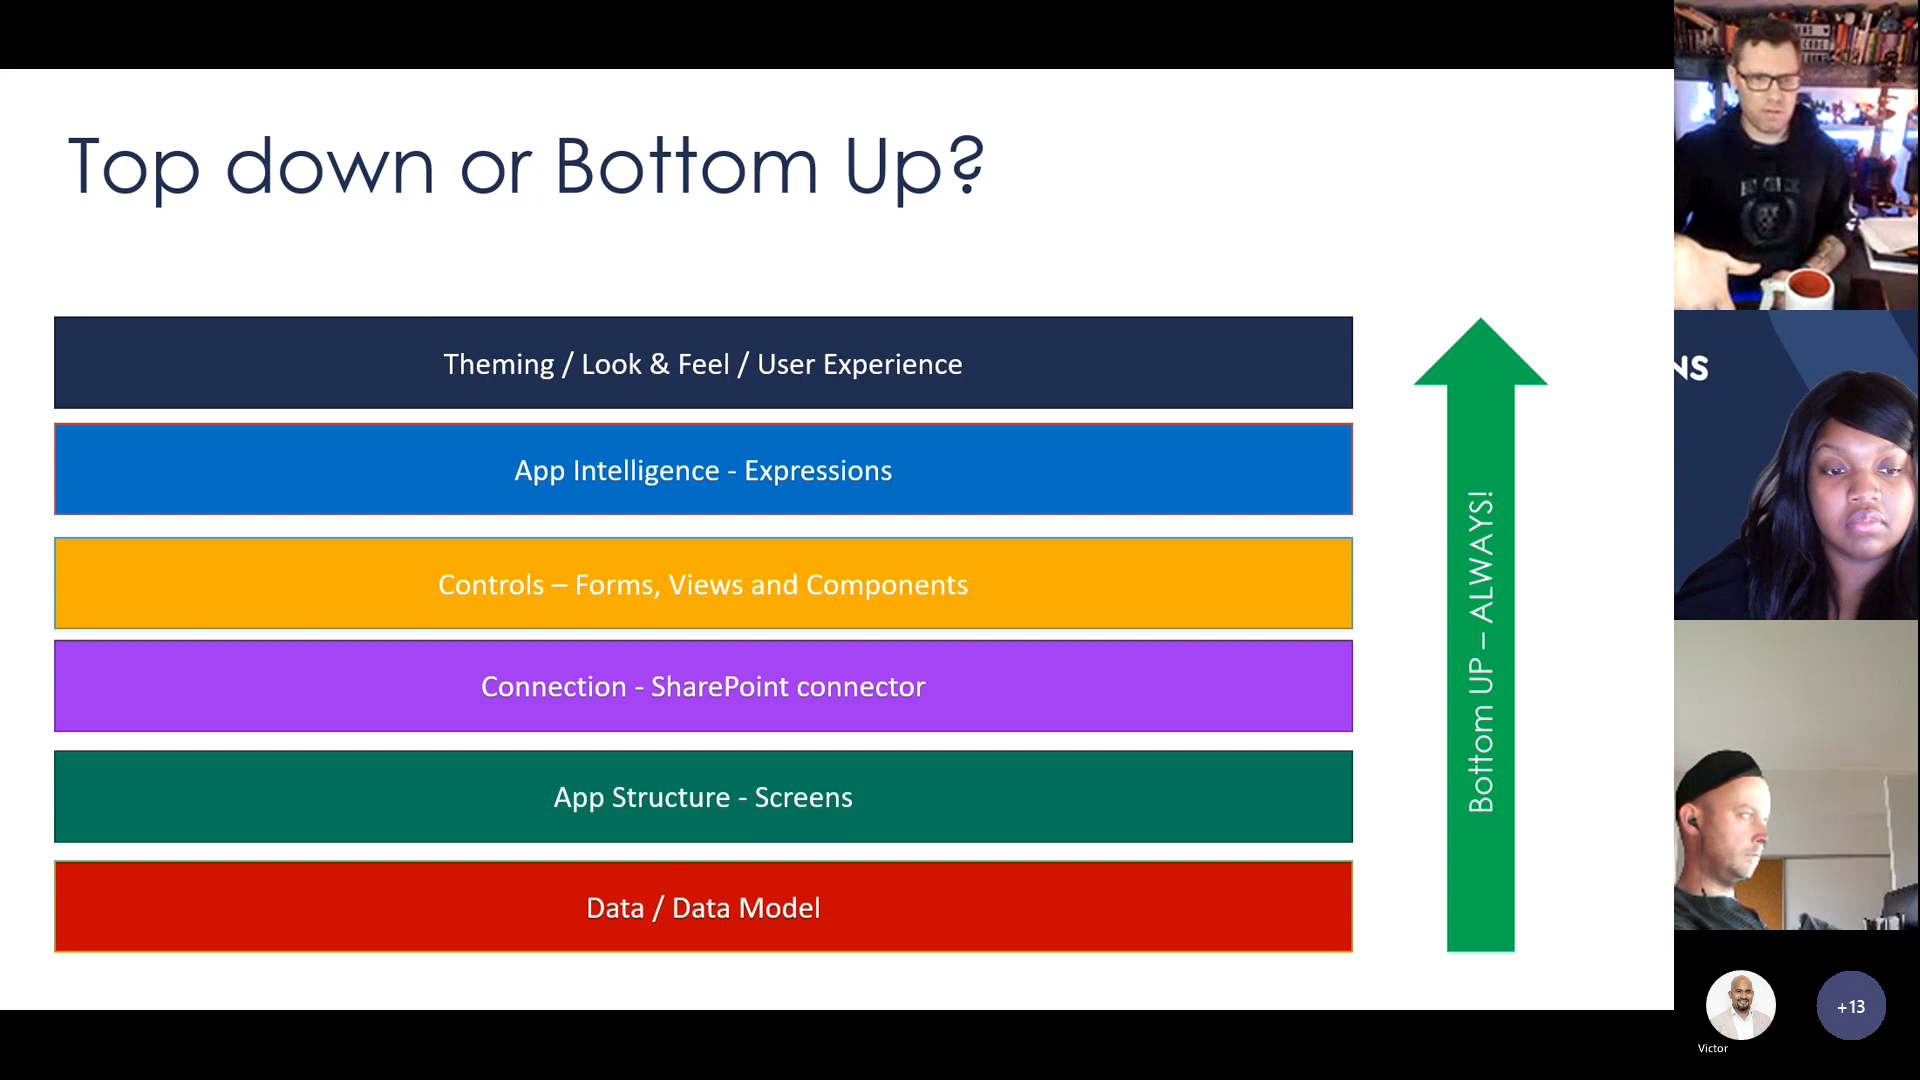 Top down or Bottom Up?
Theming / Look & Feel / User Experience
App Intelligence - Expressions
Controls – Forms, Views and Components
Connection - SharePoint connector
App Structure - Screens
Data / Data Model
Bottom UP – ALWAYS!
NS
Victor
+13